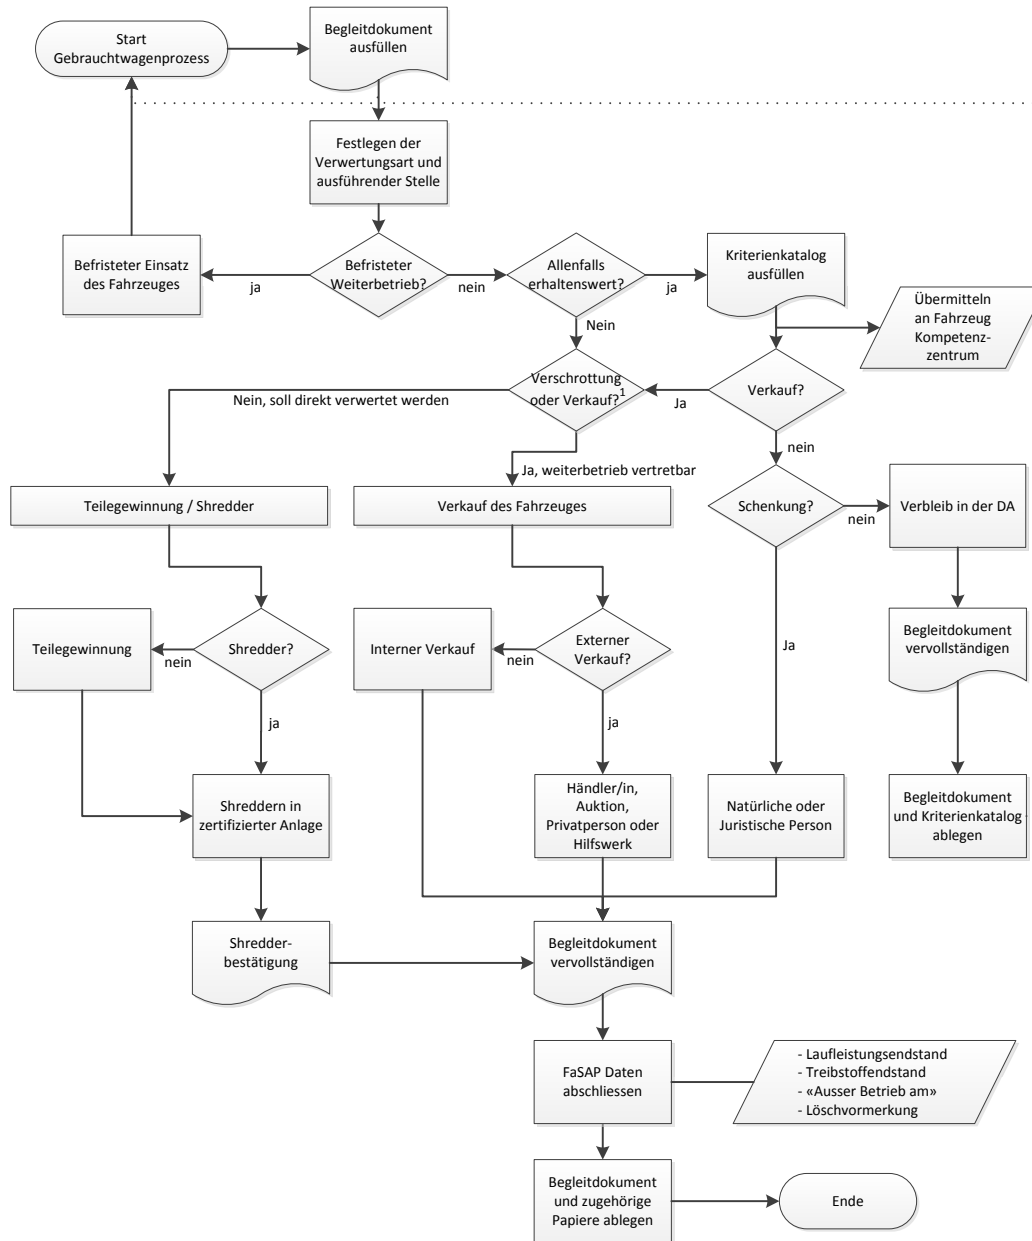 Start
Gebrauchtwagenprozess
Begleitdokument
ausfüllen
Festlegen der
Verwertungsart und
ausführender Stelle
Befristeter Einsatz
des Fahrzeuges
ja
Befristeter
Weiterbetrieb?
nein
Allenfalls
erhaltenswert?
ja
Kriterienkatalog
ausfüllen
Übermitteln
an Fahrzeug
Kompetenz-
zentrum
Nein
Verschrottung
oder Verkauf?1
Ja
Verkauf?
Nein, soll direkt verwertet werden
nein
Ja, weiterbetrieb vertretbar
Teilegewinnung / Shredder
Verkauf des Fahrzeuges
Schenkung?
nein
Verbleib in der DA
Teilegewinnung
nein
Shredder?
Interner Verkauf
nein
Externer
Verkauf?
Ja
Begleitdokument
vervollständigen
ja
ja
Shreddern in
zertifizierter Anlage
Händler/in,
Auktion,
Privatperson oder
Hilfswerk
Natürliche oder
Juristische Person
Begleitdokument
und Kriterienkatalog
ablegen
Shredder-
bestätigung
Begleitdokument
vervollständigen
FaSAP Daten
abschliessen
- Laufleistungsendstand
- Treibstoffendstand
- «Ausser Betrieb am»
- Löschvormerkung
Begleitdokument
und zugehörige
Papiere ablegen
Ende